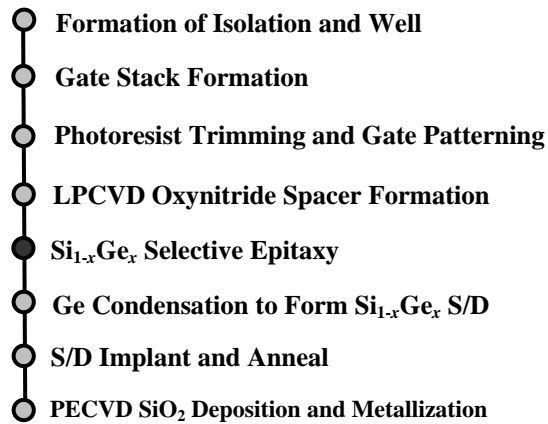 Formation of Isolation and Well
Gate Stack Formation
Photoresist Trimming and Gate Patterning
LPCVD Oxynitride Spacer Formation
Si₁₋ₓGeₓ Selective Epitaxy
Ge Condensation to Form Si₁₋ₓGeₓ S/D
S/D Implant and Anneal
PECVD SiO₂ Deposition and Metallization